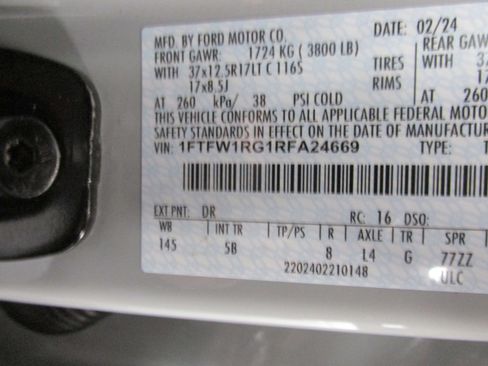 MFD. BY FORD MOTOR CO. DATE: 02/24
FRONT GAWR: 1724 KG ( 3800 LB) REAR GAW
WITH 37x12.5R17LT C 116S TIRES WITH
17x8.5J RIMS 17
AT 260 kPa/ 38 PSI COLD AT 260
THIS VEHICLE CONFORMS TO ALL APPLICABLE FEDERAL MOTO
SAFETY STANDARDS IN EFFECT ON THE DATE OF MANUFACTUR
VIN: 1FTFW1RG1RFA24669 TYPE: T
EXT PNT: DR RC: 16 DSO:
WB INT TR TP/PS R AXLE TR SPR
145 5B 8 L4 G 77ZZ
2202402210148 ULC